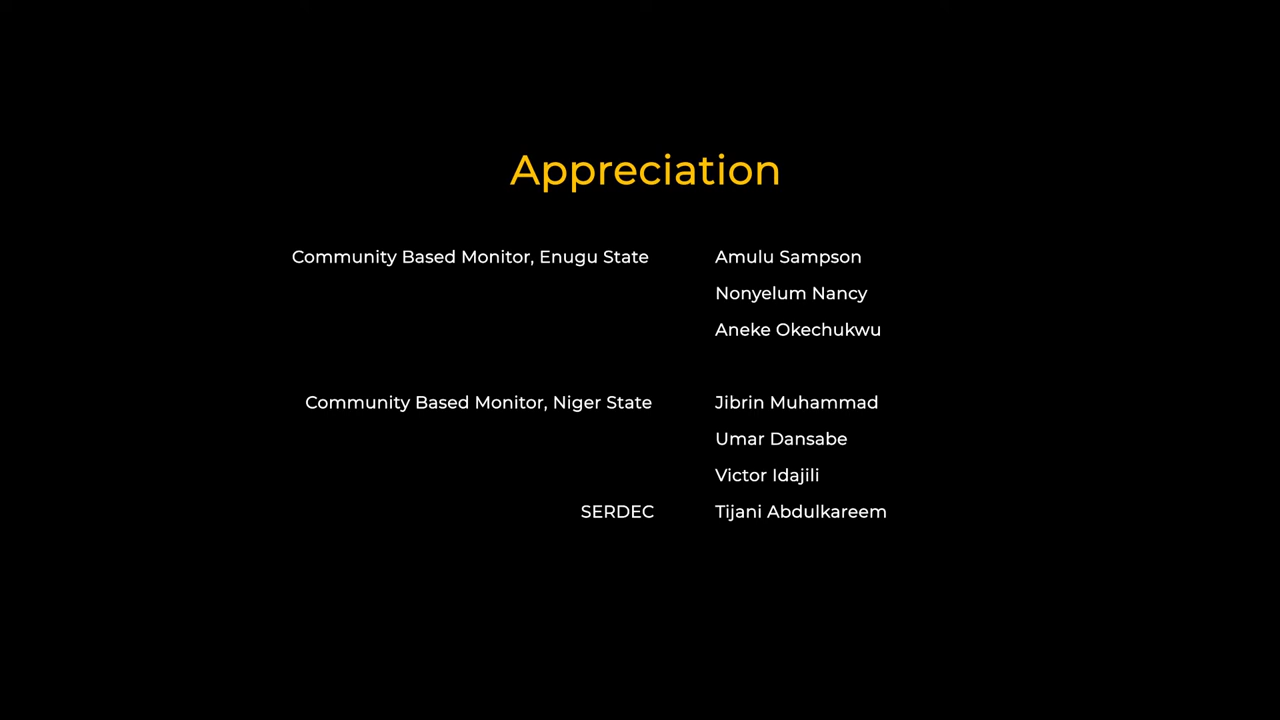 Appreciation
Community Based Monitor, Enugu State Amulu Sampson
Nonyelum Nancy
Aneke Okechukwu
Community Based Monitor, Niger State Jibrin Muhammad
Umar Dansabe
Victor Idajili
SERDEC Tijani Abdulkareem